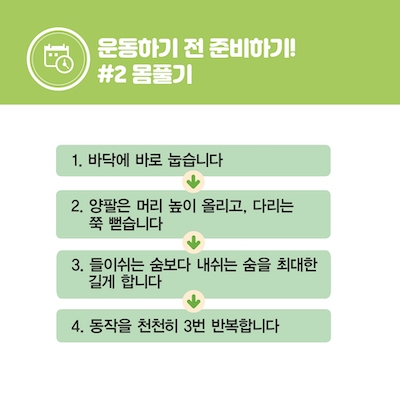 운동하기 전 준비하기!
#2 몸풀기
1. 바닥에 바로 눕습니다
2. 양팔은 머리 높이 올리고, 다리는
쭉 뻗습니다
3. 들이쉬는 숨보다 내쉬는 숨을 최대한
길게 합니다
4. 동작을 천천히 3번 반복합니다